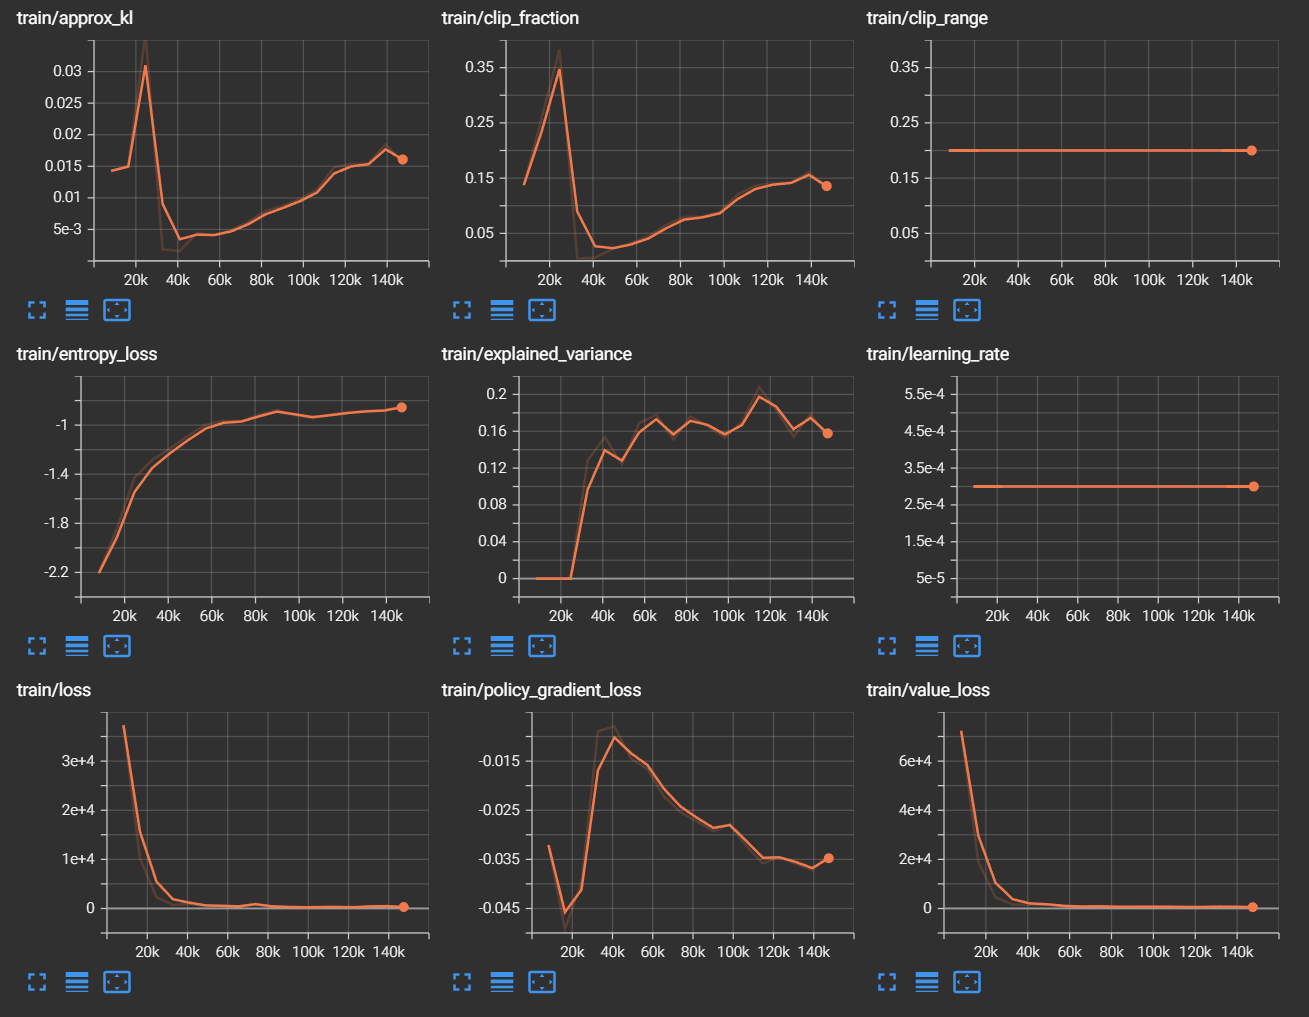 train/approx_kl
0.03
0.025
0.02
0.015
0.01
5e-3
20k 40k 60k 80k 100k 120k 140k
train/clip_fraction
0.35
0.25
0.15
0.05
20k 40k 60k 80k 100k 120k 140k
train/clip_range
0.35
0.25
0.15
0.05
20k 40k 60k 80k 100k 120k 140k
train/entropy_loss
-1
-1.4
-1.8
-2.2
20k 40k 60k 80k 100k 120k 140k
train/explained_variance
0.2
0.16
0.12
0.08
0.04
0
20k 40k 60k 80k 100k 120k 140k
train/learning_rate
5.5e-4
4.5e-4
3.5e-4
2.5e-4
1.5e-4
5e-5
20k 40k 60k 80k 100k 120k 140k
train/loss
3e+4
2e+4
1e+4
0
20k 40k 60k 80k 100k 120k 140k
train/policy_gradient_loss
-0.015
-0.025
-0.035
-0.045
20k 40k 60k 80k 100k 120k 140k
train/value_loss
6e+4
4e+4
2e+4
0
20k 40k 60k 80k 100k 120k 140k